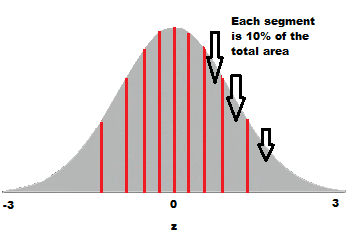 Each segment
is 10% of the
total area
-3
0
3
z